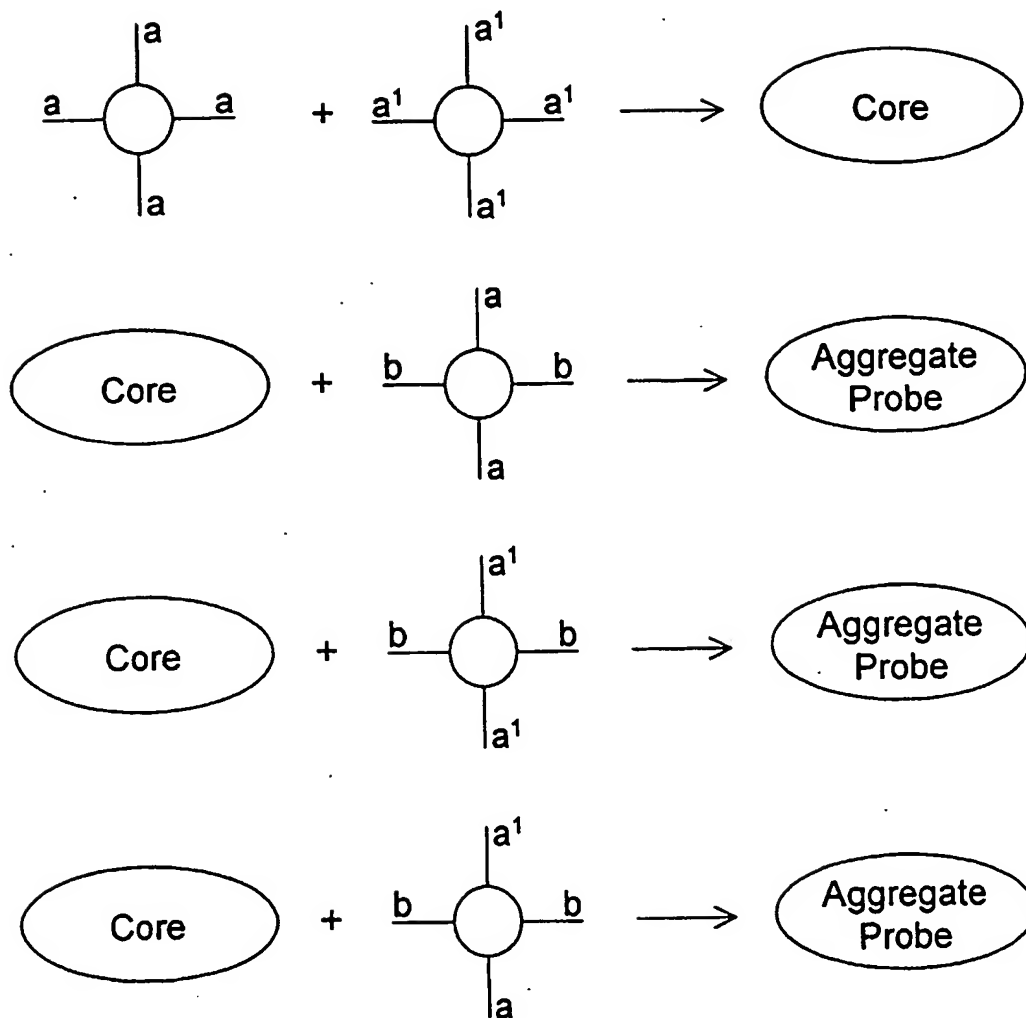 a a¹
a a + a¹ a¹ Core
a a¹
a
Core + b b Aggregate
Probe
a
a¹
Core + b b Aggregate
Probe
a¹
a¹
Core + b b Aggregate
Probe
a